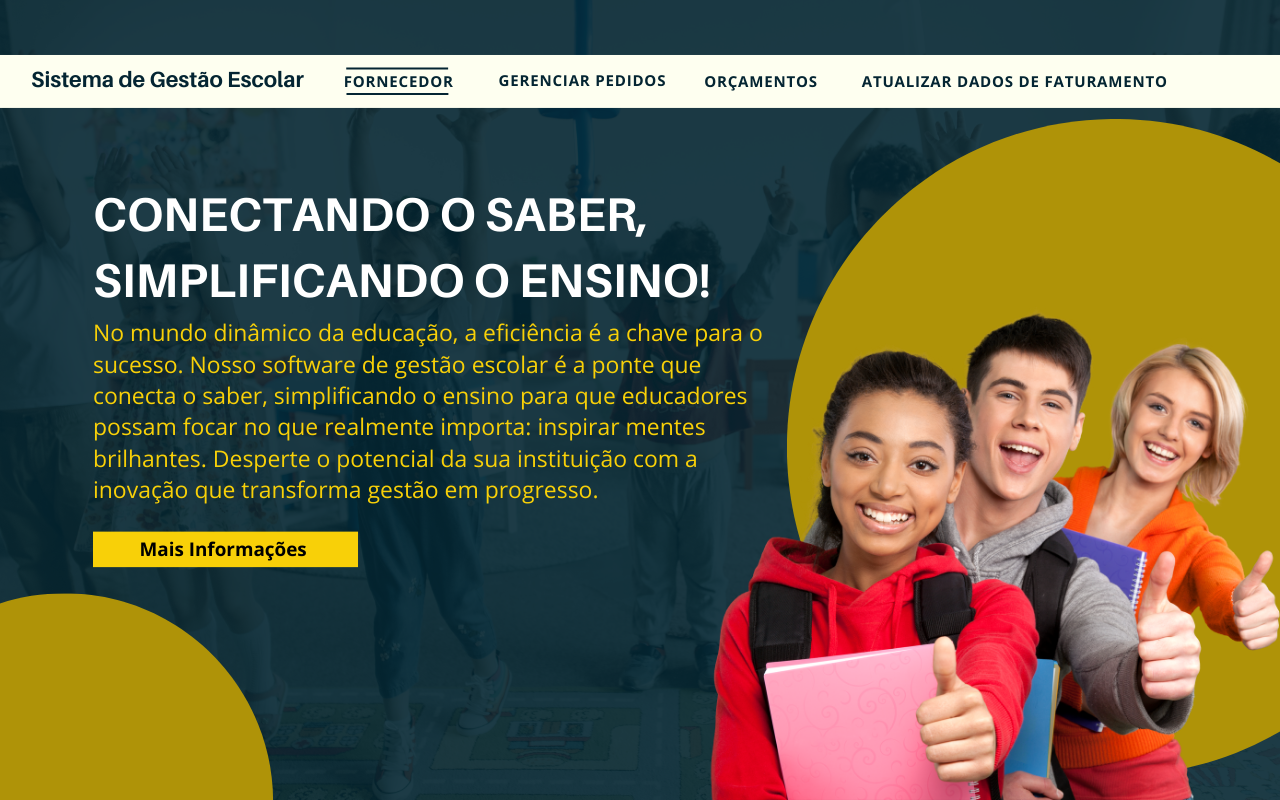 Sistema de Gestão Escolar FORNECEDOR GERENCIAR PEDIDOS ORÇAMENTOS ATUALIZAR DADOS DE FATURAMENTO
CONECTANDO O SABER,
SIMPLIFICANDO O ENSINO!
No mundo dinâmico da educação, a eficiência é a chave para o
sucesso. Nosso software de gestão escolar é a ponte que
conecta o saber, simplificando o ensino para que educadores
possam focar no que realmente importa: inspirar mentes
brilhantes. Desperte o potencial da sua instituição com a
inovação que transforma gestão em progresso.
Mais Informações